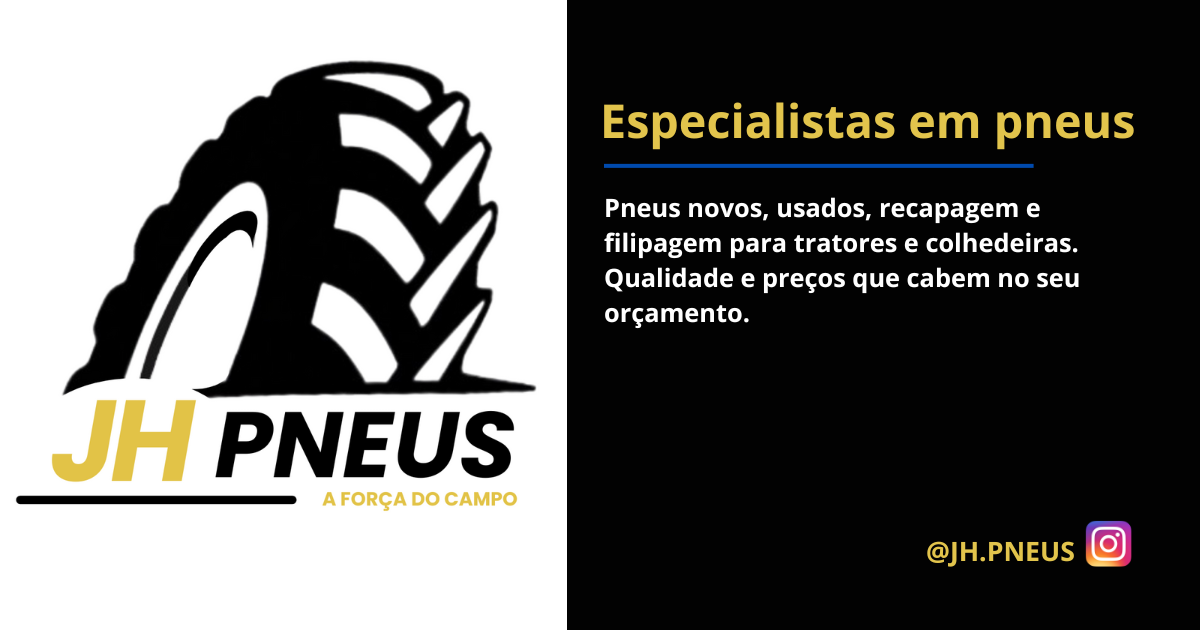 JH PNEUS
A FORÇA DO CAMPO
Especialistas em pneus
Pneus novos, usados, recapagem e
filipagem para tratores e colhedeiras.
Qualidade e preços que cabem no seu
orçamento.
@JH.PNEUS